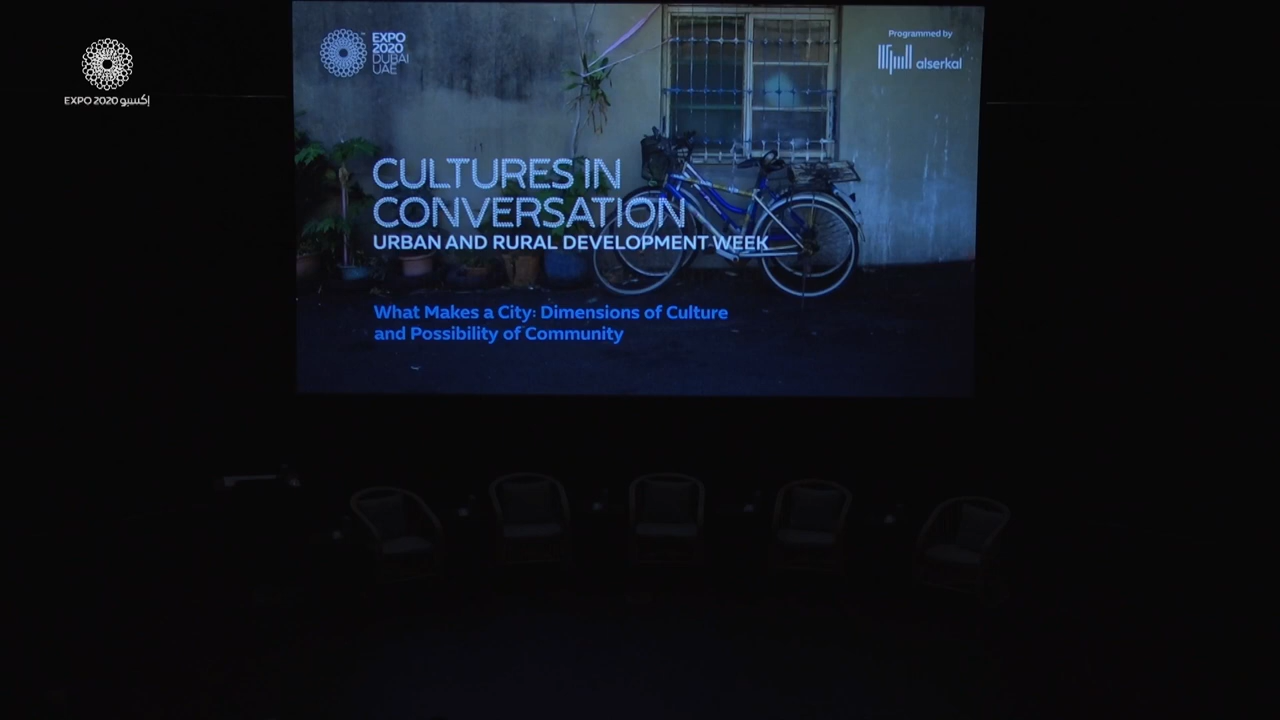 EXPO 2020 إكسبو
EXPO
2020
DUBAI
UAE
Programmed by
alserkal
CULTURES IN
CONVERSATION
URBAN AND RURAL DEVELOPMENT WEEK
What Makes a City: Dimensions of Culture
and Possibility of Community